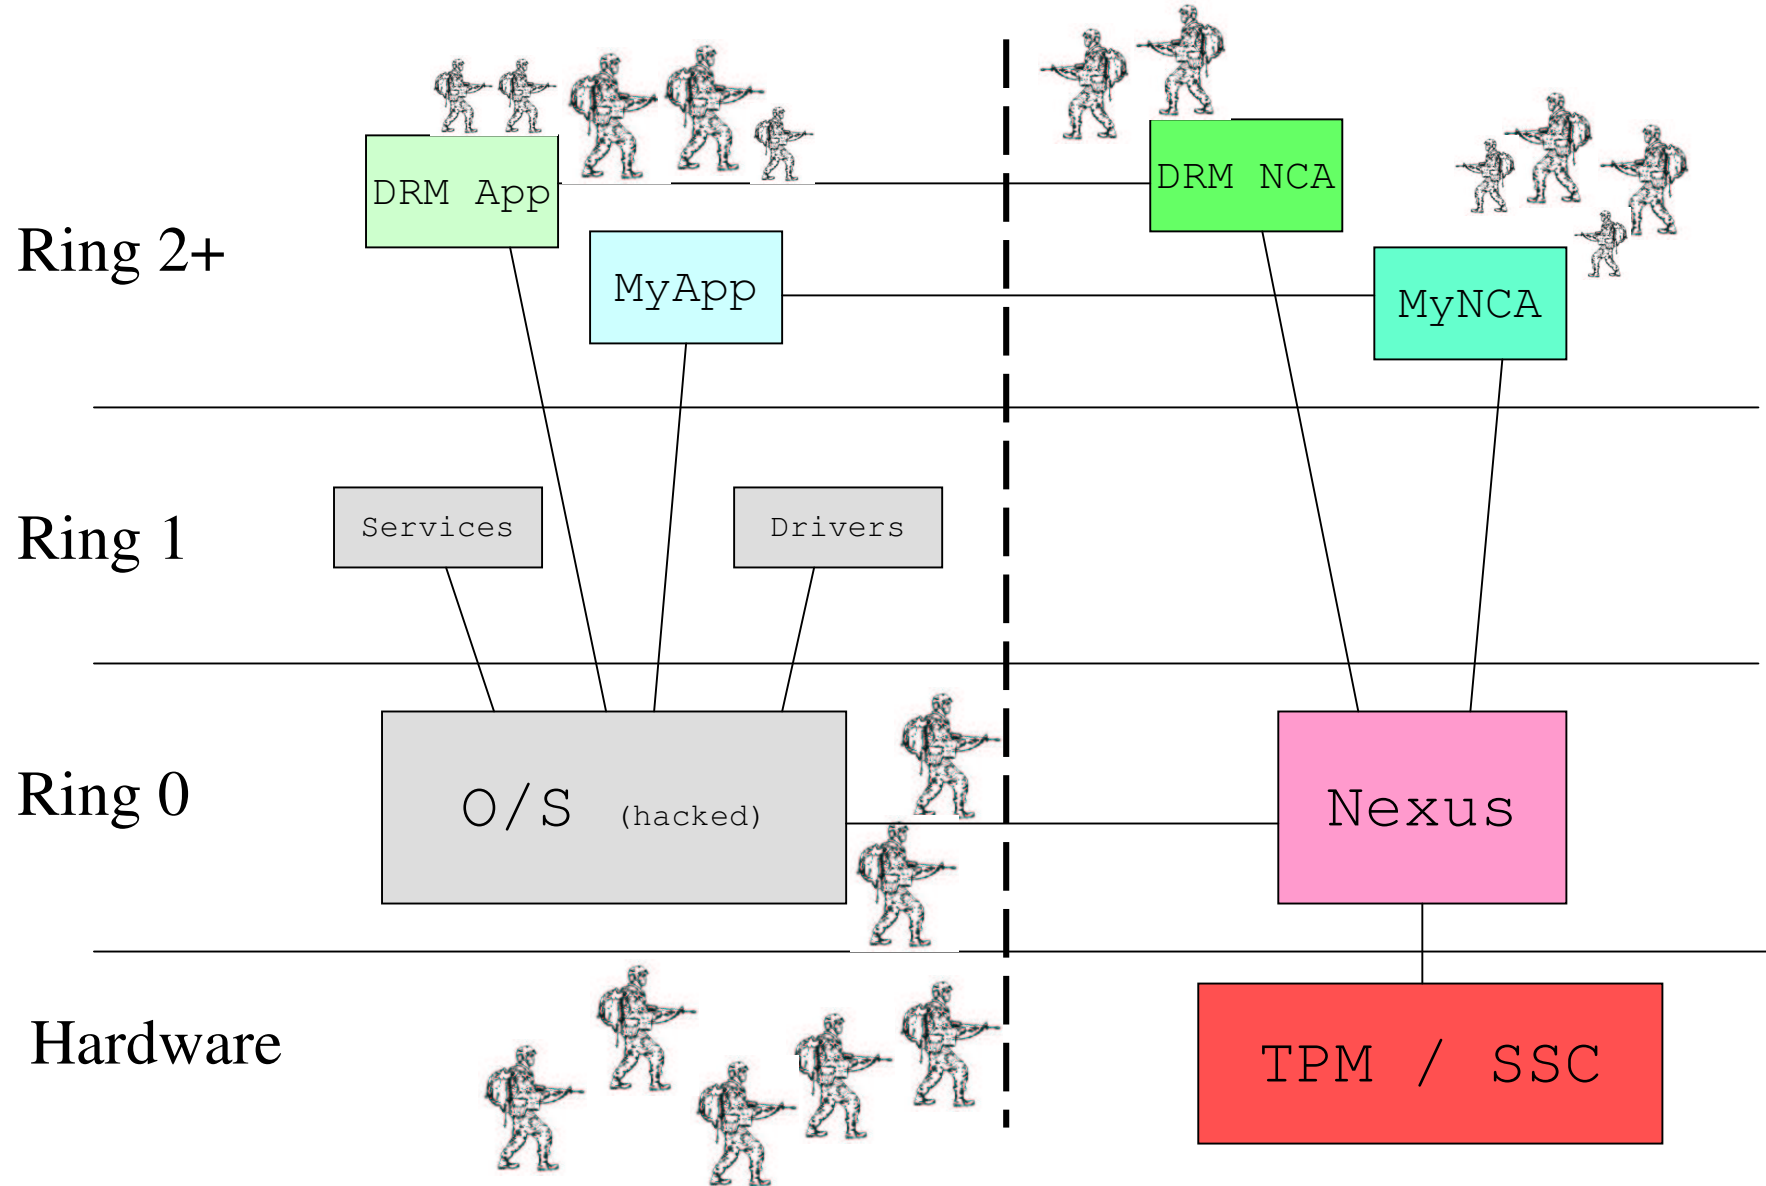 DRM App
DRM NCA
Ring 2+
MyApp
MyNCA
Services
Drivers
Ring 1
Ring 0
O/S (hacked)
Nexus
Hardware
TPM / SSC